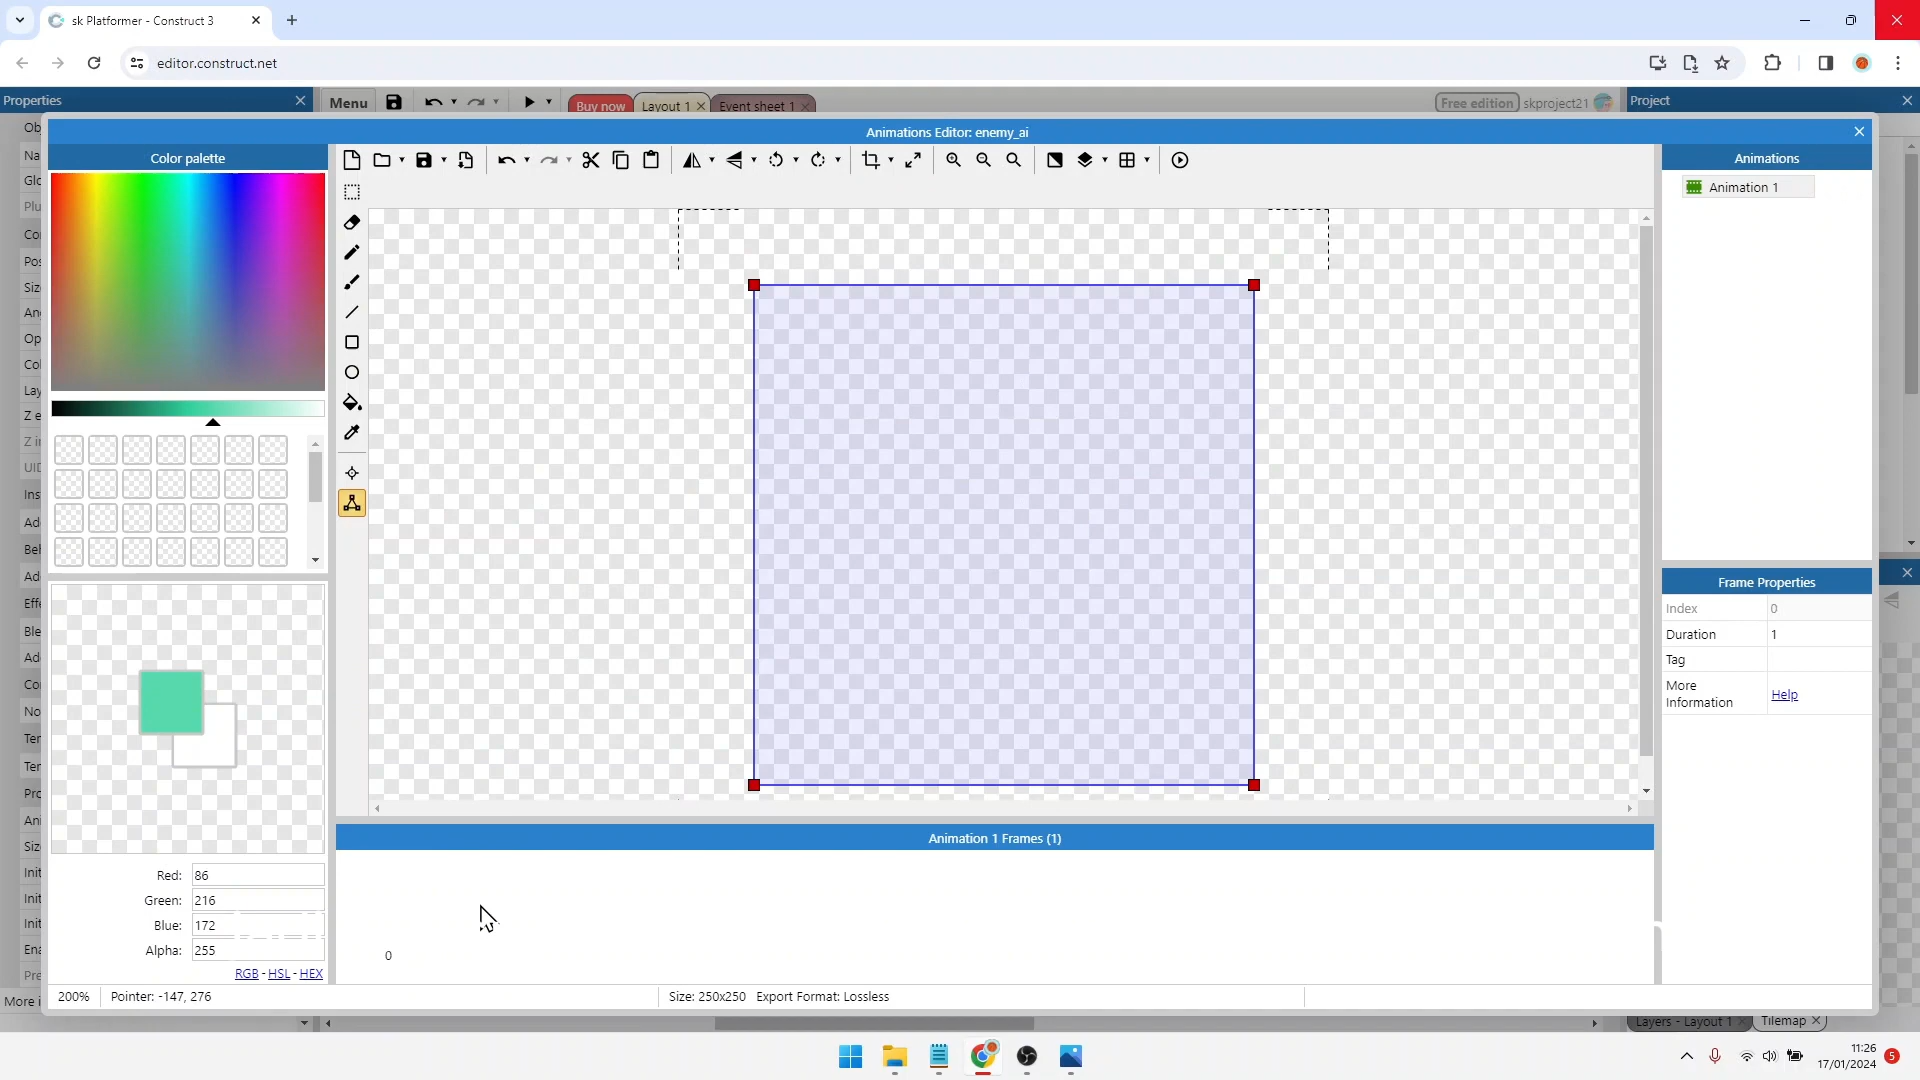 sk Platformer - Construct 3
editor.construct.net
Properties
Menu
Buy now
Layout 1
Event sheet 1
Free edition
skproject21
Project
Animations Editor: enemy_ai
Color palette
Animations
Animation 1
Frame Properties
Index 0
Duration 1
Tag
More Information Help
Animation 1 Frames (1)
0
Red: 86
Green: 216
Blue: 172
Alpha: 255
RGB - HSL - HEX
200%
Pointer: -147, 276
Size: 250x250 Export Format: Lossless
More i
Layers - Layout 1
Tilemap
11:26
17/01/2024
5